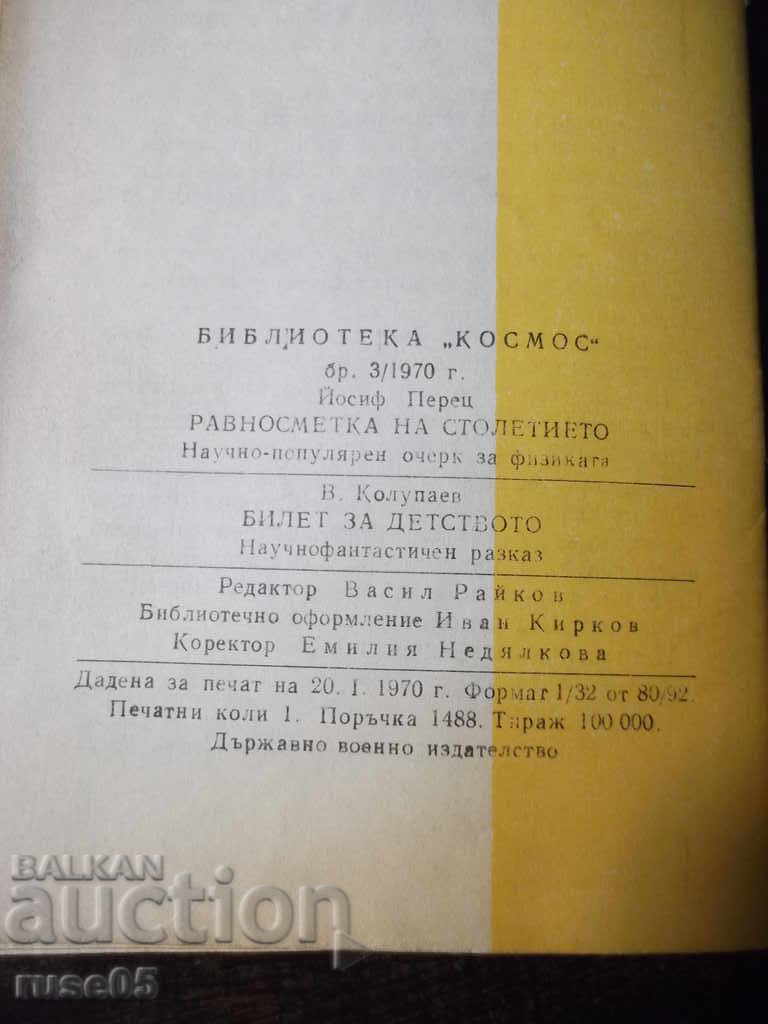 БИБЛИОТЕКА „КОСМОС“
бр. 3/1970 г.
Йосиф Перец
РАВНОСМЕТКА НА СТОЛЕТИЕТО
Научно-популярен очерк за физиката
В. Колупаев
БИЛЕТ ЗА ДЕТСТВОТО
Научнофантастичен разказ
Редактор Васил Райков
Библиотечно оформление Иван Кирков
Коректор Емилия Недялкова
Дадена за печат на 20. I. 1970 г. Формат 1/32 от 80/92.
Печатни коли 1. Поръчка 1488. Тираж 100 000.
Държавно военно издателство
BALKAN
auction
ruse05